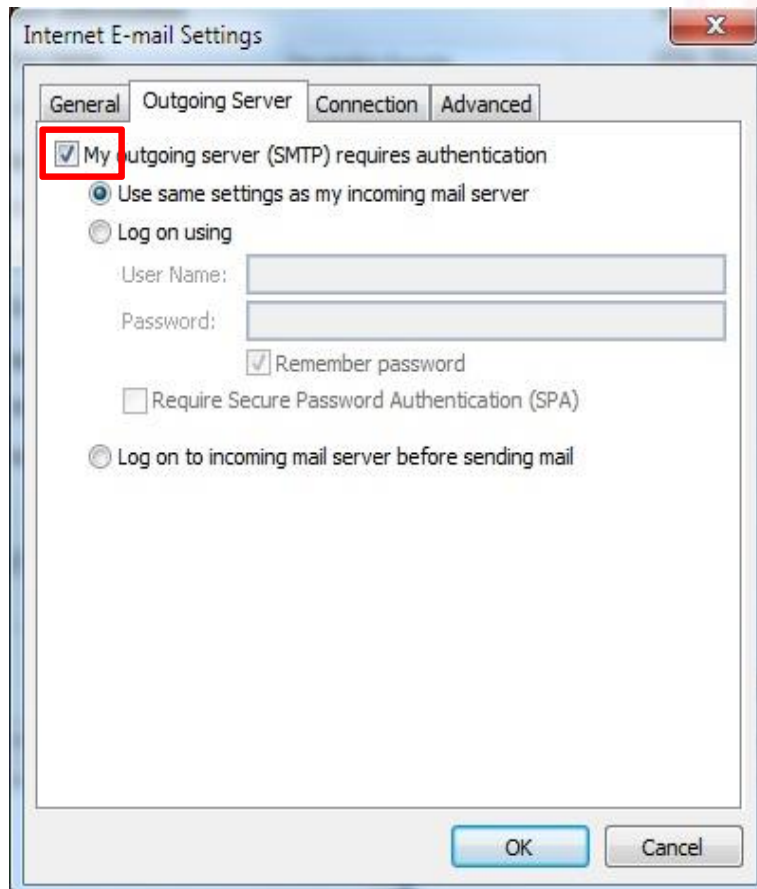 Internet E-mail Settings
X
General Outgoing Server Connection Advanced
My outgoing server (SMTP) requires authentication
Use same settings as my incoming mail server
Log on using
User Name:
Password:
Remember password
Require Secure Password Authentication (SPA)
Log on to incoming mail server before sending mail
OK Cancel